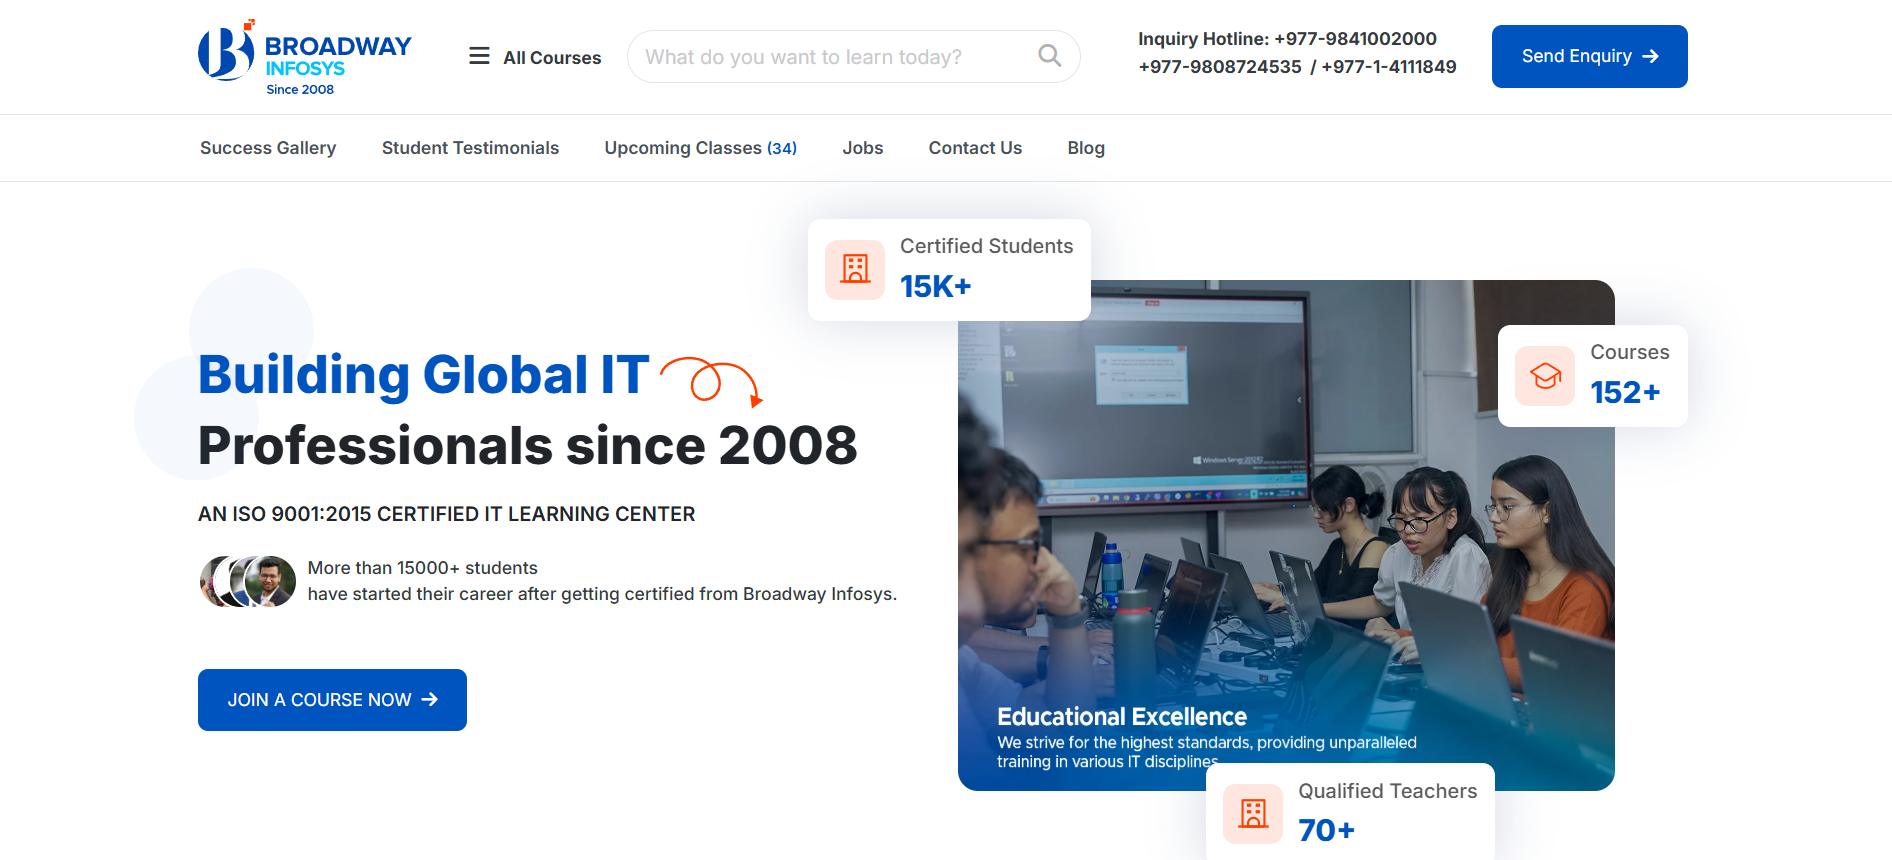 BROADWAY
INFOSYS
Since 2008
All Courses
What do you want to learn today?
Inquiry Hotline: +977-9841002000
+977-9808724535 / +977-1-4111849
Send Enquiry
Success Gallery
Student Testimonials
Upcoming Classes (34)
Jobs
Contact Us
Blog
Certified Students
15K+
Courses
152+
Building Global IT
Professionals since 2008
AN ISO 9001:2015 CERTIFIED IT LEARNING CENTER
More than 15000+ students
have started their career after getting certified from Broadway Infosys.
JOIN A COURSE NOW
Windows Server 2012 R2
Educational Excellence
We strive for the highest standards, providing unparalleled
training in various IT disciplines
Qualified Teachers
70+